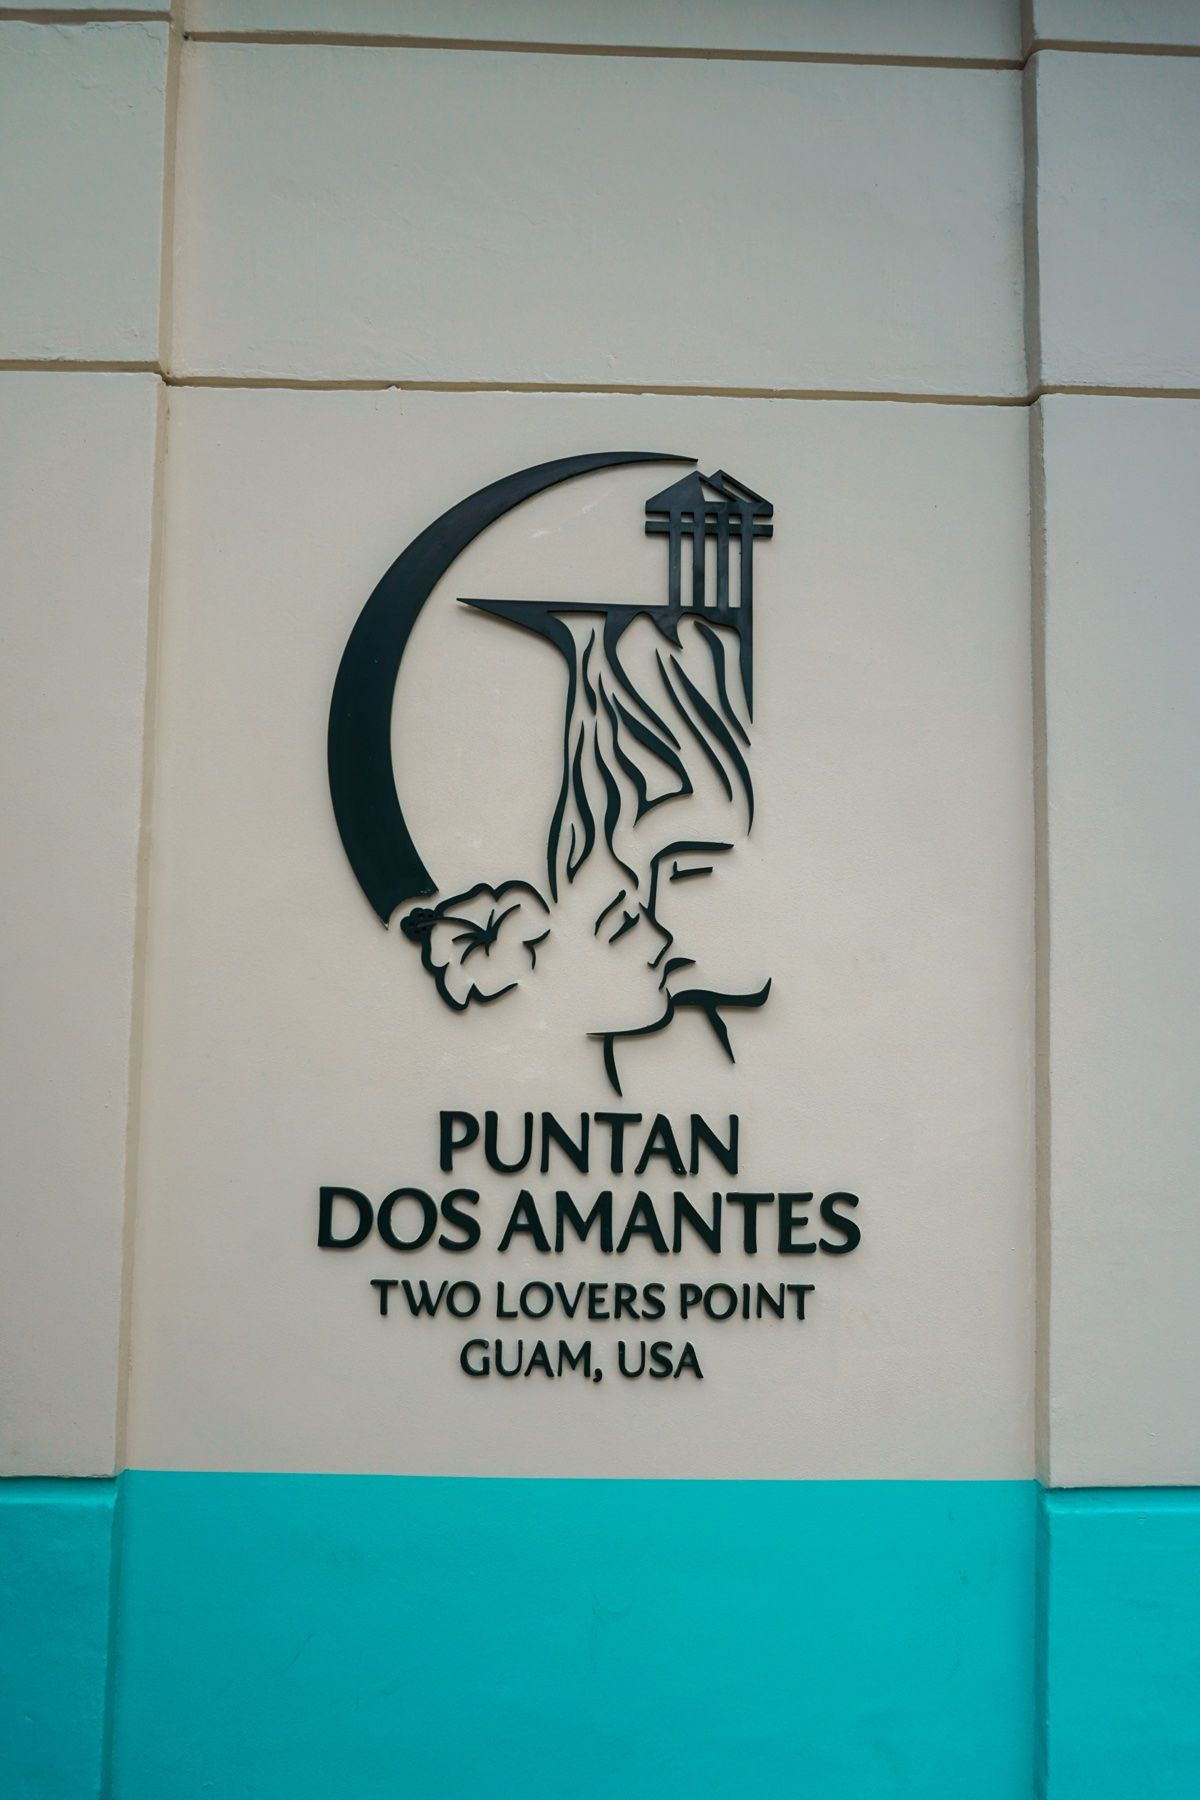 PUNTAN
DOS AMANTES
TWO LOVERS POINT
GUAM, USA